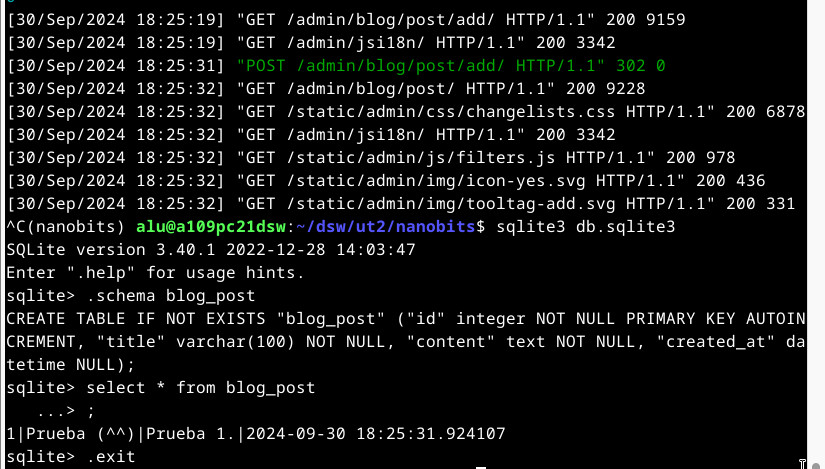 [30/Sep/2024 18:25:19] "GET /admin/blog/post/add/ HTTP/1.1" 200 9159
[30/Sep/2024 18:25:19] "GET /admin/jsi18n/ HTTP/1.1" 200 3342
[30/Sep/2024 18:25:31] "POST /admin/blog/post/add/ HTTP/1.1" 302 0
[30/Sep/2024 18:25:32] "GET /admin/blog/post/ HTTP/1.1" 200 9228
[30/Sep/2024 18:25:32] "GET /static/admin/css/changelists.css HTTP/1.1" 200 6878
[30/Sep/2024 18:25:32] "GET /admin/jsi18n/ HTTP/1.1" 200 3342
[30/Sep/2024 18:25:32] "GET /static/admin/js/filters.js HTTP/1.1" 200 978
[30/Sep/2024 18:25:32] "GET /static/admin/img/icon-yes.svg HTTP/1.1" 200 436
[30/Sep/2024 18:25:32] "GET /static/admin/img/tooltag-add.svg HTTP/1.1" 200 331
^C(nanobits) alu@a109pc21dsw:~/dsw/ut2/nanobits$ sqlite3 db.sqlite3
SQLite version 3.40.1 2022-12-28 14:03:47
Enter ".help" for usage hints.
sqlite> .schema blog_post
CREATE TABLE IF NOT EXISTS "blog_post" ("id" integer NOT NULL PRIMARY KEY AUTOIN
CREMENT, "title" varchar(100) NOT NULL, "content" text NOT NULL, "created_at" da
tetime NULL);
sqlite> select * from blog_post
   ...> ;
1|Prueba (^^)|Prueba 1.|2024-09-30 18:25:31.924107
sqlite> .exit